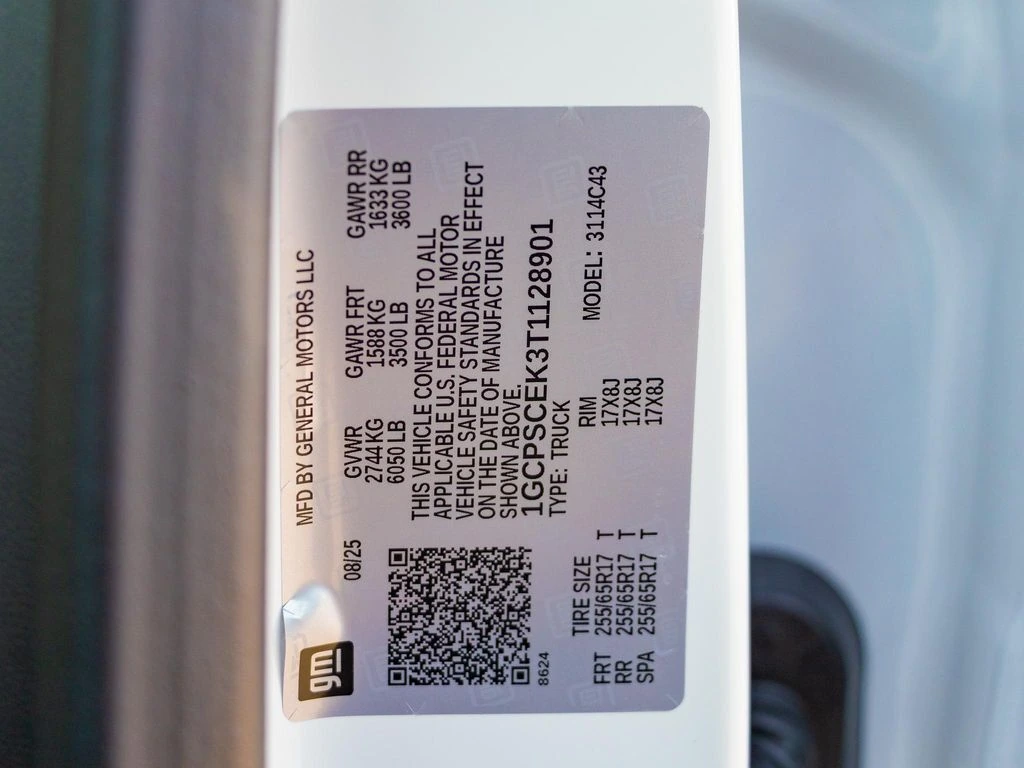 gm
MFD BY GENERAL MOTORS LLC
08/25
GVWR GAWR FRT GAWR RR
2744 KG 1588 KG 1633 KG
6050 LB 3500 LB 3600 LB
THIS VEHICLE CONFORMS TO ALL
APPLICABLE U.S. FEDERAL MOTOR
VEHICLE SAFETY STANDARDS IN EFFECT
ON THE DATE OF MANUFACTURE
SHOWN ABOVE.
1GCPSCEK3T1128901
8624
TYPE: TRUCK
MODEL: 3114C43
TIRE SIZE RIM
FRT 255/65R17 T 17X8J
RR 255/65R17 T 17X8J
SPA 255/65R17 T 17X8J